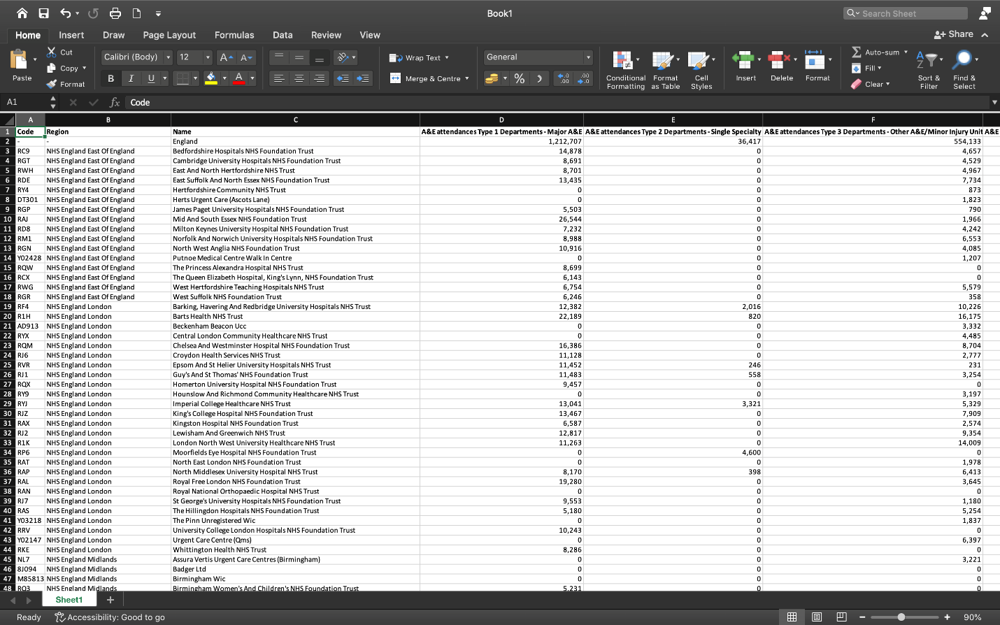 Book1
Search Sheet
Home Insert Draw Page Layout Formulas Data Review View Share
Paste Cut Copy Format
Calibri (Body) 12
Wrap Text
Merge & Centre
General
Conditional Formatting Format as Table Cell Styles
Insert Delete Format
Auto-sum Fill Clear
Sort & Filter Find & Select
A1 fx Code
A B C D E F
1 Code Region Name A&E attendances Type 1 Departments - Major A&E A&E attendances Type 2 Departments - Single Specialty A&E attendances Type 3 Departments - Other A&E/Minor Injury Unit A&E
2 - - England 1,212,707 36,417 554,133
3 RC9 NHS England East Of England Bedfordshire Hospitals NHS Foundation Trust 14,878 0 4,657
4 RGT NHS England East Of England Cambridge University Hospitals NHS Foundation Trust 8,691 0 4,529
5 RWH NHS England East Of England East And North Hertfordshire NHS Trust 8,701 0 4,967
6 RDE NHS England East Of England East Suffolk And North Essex NHS Foundation Trust 13,435 0 7,734
7 RY4 NHS England East Of England Hertfordshire Community NHS Trust 0 0 873
8 DT301 NHS England East Of England Herts Urgent Care (Ascots Lane) 0 0 1,823
9 RGP NHS England East Of England James Paget University Hospitals NHS Foundation Trust 5,503 0 790
10 RAJ NHS England East Of England Mid And South Essex NHS Foundation Trust 26,544 0 1,966
11 RD8 NHS England East Of England Milton Keynes University Hospital NHS Foundation Trust 7,232 0 4,242
12 RM1 NHS England East Of England Norfolk And Norwich University Hospitals NHS Foundation Trust 8,988 0 6,553
13 RGN NHS England East Of England North West Anglia NHS Foundation Trust 10,916 0 4,085
14 Y02428 NHS England East Of England Putnoe Medical Centre Walk In Centre 0 0 1,207
15 RQW NHS England East Of England The Princess Alexandra Hospital NHS Trust 8,699 0 0
16 RCX NHS England East Of England The Queen Elizabeth Hospital, King's Lynn, NHS Foundation Trust 6,143 0 0
17 RWG NHS England East Of England West Hertfordshire Teaching Hospitals NHS Trust 6,754 0 5,579
18 RGR NHS England East Of England West Suffolk NHS Foundation Trust 6,246 0 358
19 RF4 NHS England London Barking, Havering And Redbridge University Hospitals NHS Trust 12,382 2,016 10,226
20 R1H NHS England London Barts Health NHS Trust 22,189 820 16,175
21 AD913 NHS England London Beckenham Beacon Ucc 0 0 3,332
22 RYX NHS England London Central London Community Healthcare NHS Trust 0 0 4,485
23 RQM NHS England London Chelsea And Westminster Hospital NHS Foundation Trust 16,386 0 8,704
24 RJ6 NHS England London Croydon Health Services NHS Trust 11,128 0 2,777
25 RVR NHS England London Epsom And St Helier University Hospitals NHS Trust 11,452 246 231
26 RJ1 NHS England London Guy's And St Thomas' NHS Foundation Trust 11,483 558 3,254
27 RQX NHS England London Homerton University Hospital NHS Foundation Trust 9,457 0 0
28 RY9 NHS England London Hounslow And Richmond Community Healthcare NHS Trust 0 0 3,197
29 RYJ NHS England London Imperial College Healthcare NHS Trust 13,041 3,321 5,329
30 RJZ NHS England London King's College Hospital NHS Foundation Trust 13,467 0 7,909
31 RAX NHS England London Kingston Hospital NHS Foundation Trust 6,587 0 2,574
32 RJ2 NHS England London Lewisham And Greenwich NHS Trust 12,817 0 9,354
33 R1K NHS England London London North West University Healthcare NHS Trust 11,263 0 14,009
34 RP6 NHS England London Moorfields Eye Hospital NHS Foundation Trust 0 4,600 0
35 RAT NHS England London North East London NHS Foundation Trust 0 0 1,978
36 RAP NHS England London North Middlesex University Hospital NHS Trust 8,170 398 6,413
37 RAL NHS England London Royal Free London NHS Foundation Trust 19,280 0 3,645
38 RAN NHS England London Royal National Orthopaedic Hospital NHS Trust 0 0 0
39 RJ7 NHS England London St George's University Hospitals NHS Foundation Trust 9,553 0 1,180
40 RAS NHS England London The Hillingdon Hospitals NHS Foundation Trust 5,180 0 5,254
41 Y03218 NHS England London The Pinn Unregistered Wic 0 0 1,837
42 RRV NHS England London University College London Hospitals NHS Foundation Trust 10,243 0 0
43 Y02147 NHS England London Urgent Care Centre (Qms) 0 0 6,397
44 RKE NHS England London Whittington Health NHS Trust 8,286 0 0
45 NL7 NHS England Midlands Assura Vertis Urgent Care Centres (Birmingham) 0 0 3,221
46 8J094 NHS England Midlands Badger Ltd 0 0 0
47 M85813 NHS England Midlands Birmingham Wic 0 0 0
48 RQ3 NHS England Midlands Birmingham Women's And Children's NHS Foundation Trust 5,231 0 0
Sheet1
Ready Accessibility: Good to go 90%